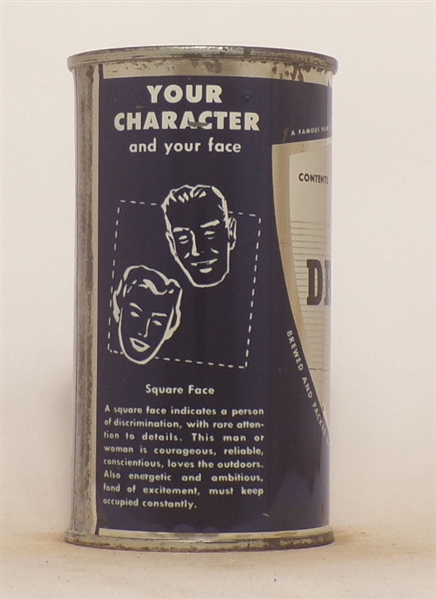 YOUR
CHARACTER
and your face
Square Face
A square face indicates a person
of discrimination, with rare atten-
tion to details. This man or
woman is courageous, reliable,
conscientious, loves the outdoors.
Also energetic and ambitious,
fond of excitement, must keep
occupied constantly.
A FAMOUS
CONTENTS
BREWED AND